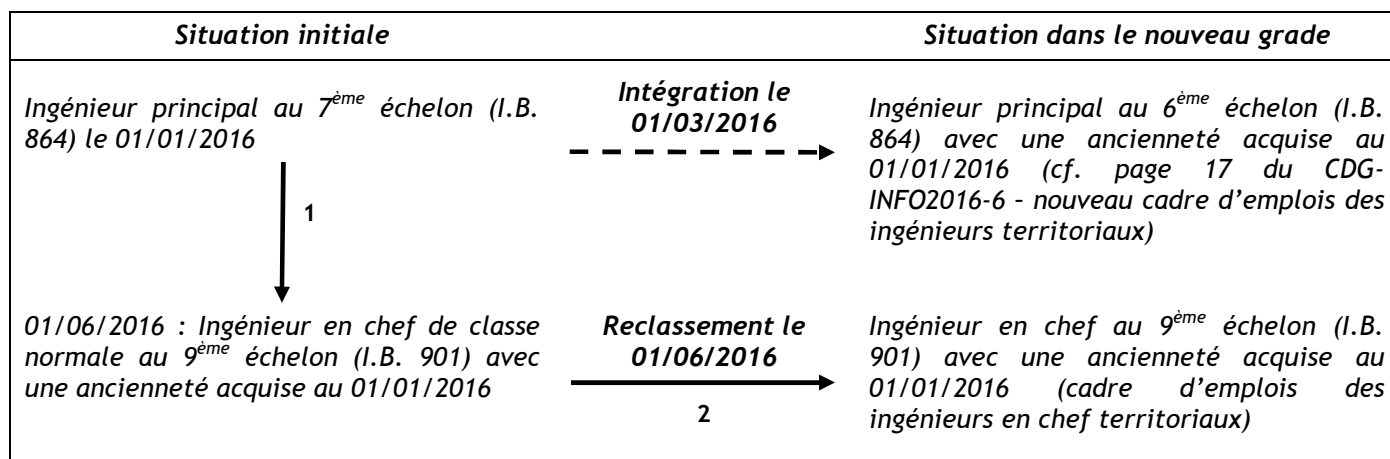 Situation initiale
Situation dans le nouveau grade
Ingénieur principal au 7ème échelon (I.B.
864) le 01/01/2016
Intégration le
01/03/2016
Ingénieur principal au 6ème échelon (I.B.
864) avec une ancienneté acquise au
01/01/2016 (cf. page 17 du CDG-
INFO2016-6 – nouveau cadre d’emplois des
ingénieurs territoriaux)
1
01/06/2016 : Ingénieur en chef de classe
normale au 9ème échelon (I.B. 901) avec
une ancienneté acquise au 01/01/2016
Reclassement le
01/06/2016
2
Ingénieur en chef au 9ème échelon (I.B.
901) avec une ancienneté acquise au
01/01/2016 (cadre d’emplois des
ingénieurs en chef territoriaux)